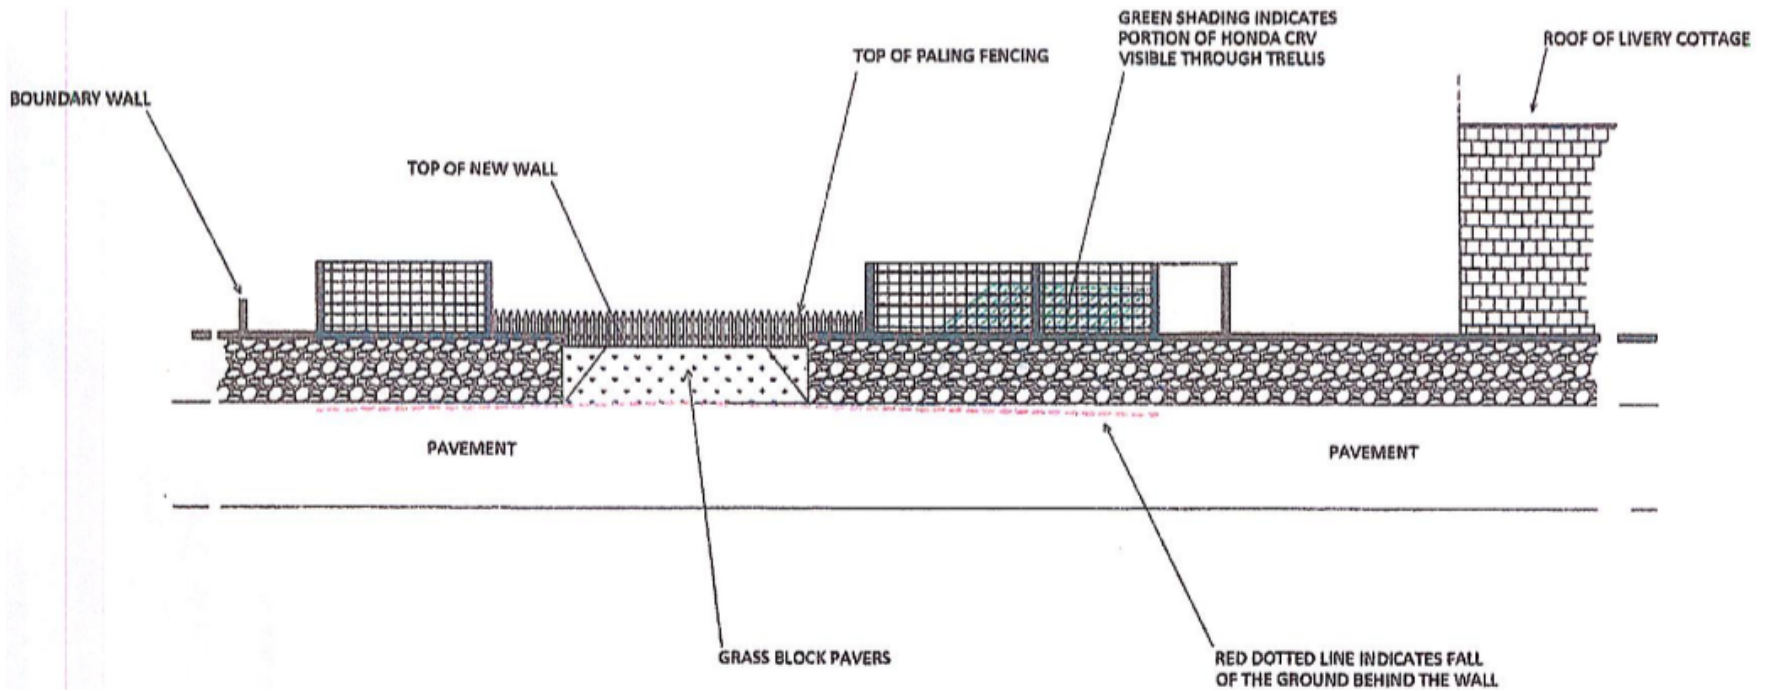 GREEN SHADING INDICATES
PORTION OF HONDA CRV
VISIBLE THROUGH TRELLIS
ROOF OF LIVERY COTTAGE
TOP OF PALING FENCING
BOUNDARY WALL
TOP OF NEW WALL
PAVEMENT
PAVEMENT
GRASS BLOCK PAVERS
RED DOTTED LINE INDICATES FALL
OF THE GROUND BEHIND THE WALL